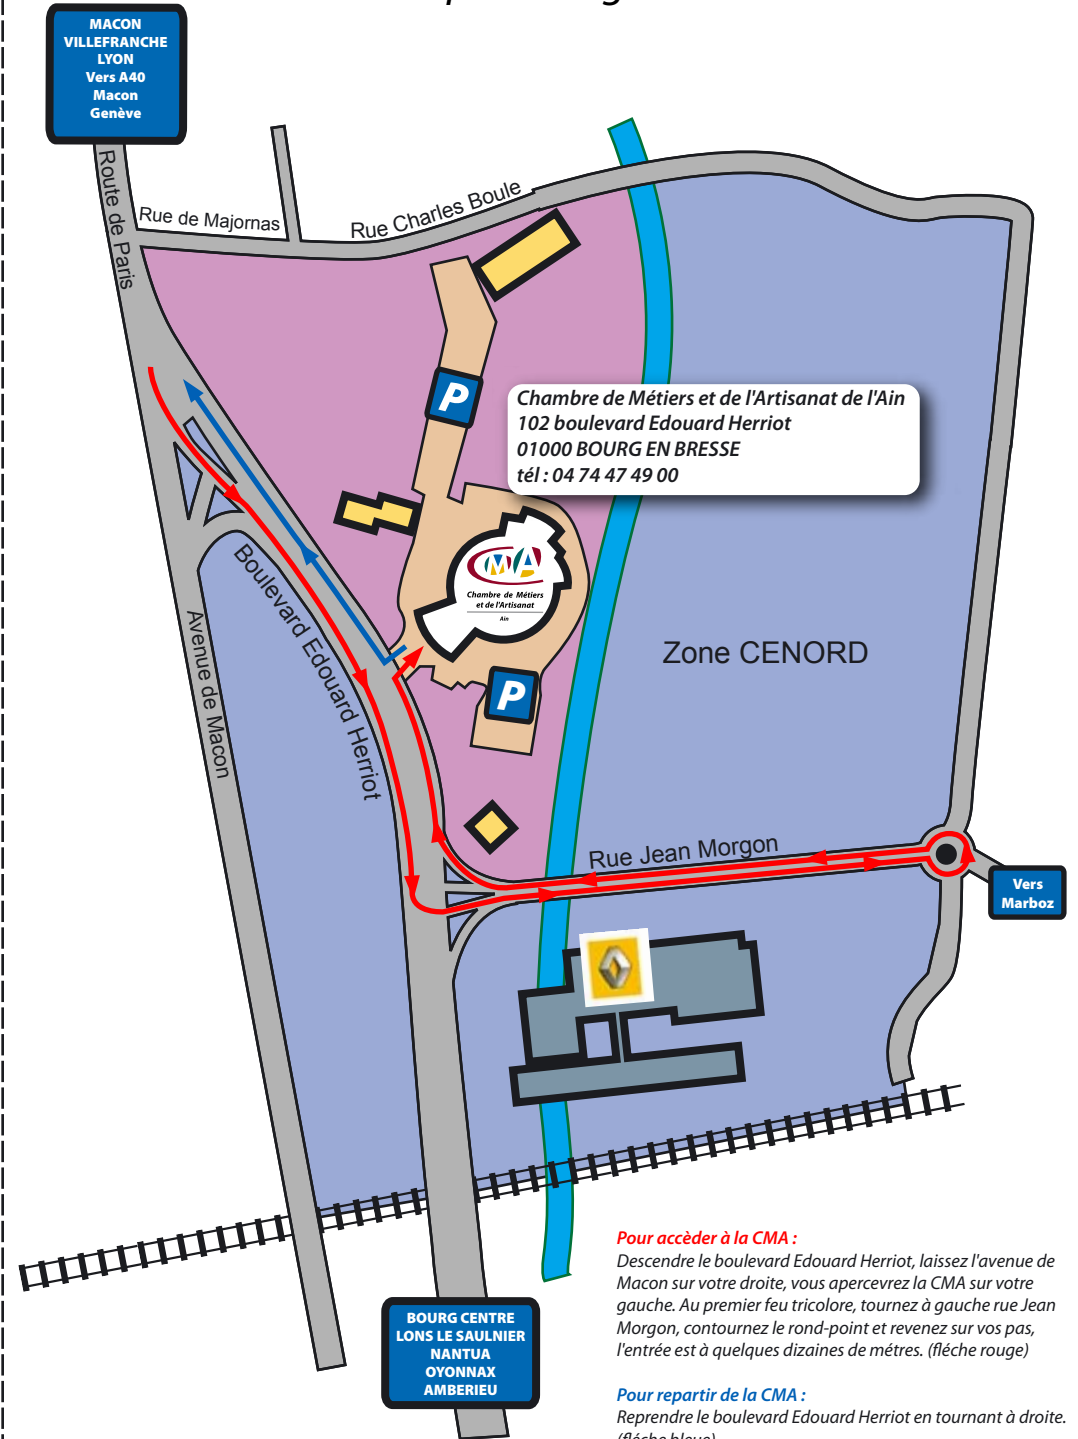 MACON
VILLEFRANCHE
LYON
Vers A40
Macon
Genève
Route de Paris
Rue de Majornas
Rue Charles Boule
P
Chambre de Métiers et de l'Artisanat de l'Ain
102 boulevard Edouard Herriot
01000 BOURG EN BRESSE
tél : 04 74 47 49 00
CMA
Chambre de Métiers
et de l'Artisanat
Ain
Boulevard Edouard Herriot
Avenue de Macon
Zone CENORD
P
Rue Jean Morgon
Vers
Marboz
BOURG CENTRE
LONS LE SAULNIER
NANTUA
OYONNAX
AMBERIEU
Pour accèder à la CMA :
Descendre le boulevard Edouard Herriot, laissez l'avenue de
Macon sur votre droite, vous apercevrez la CMA sur votre
gauche. Au premier feu tricolore, tournez à gauche rue Jean
Morgon, contournez le rond-point et revenez sur vos pas,
l'entrée est à quelques dizaines de métres. (fléche rouge)
Pour repartir de la CMA :
Reprendre le boulevard Edouard Herriot en tournant à droite.
(fléche bleue)